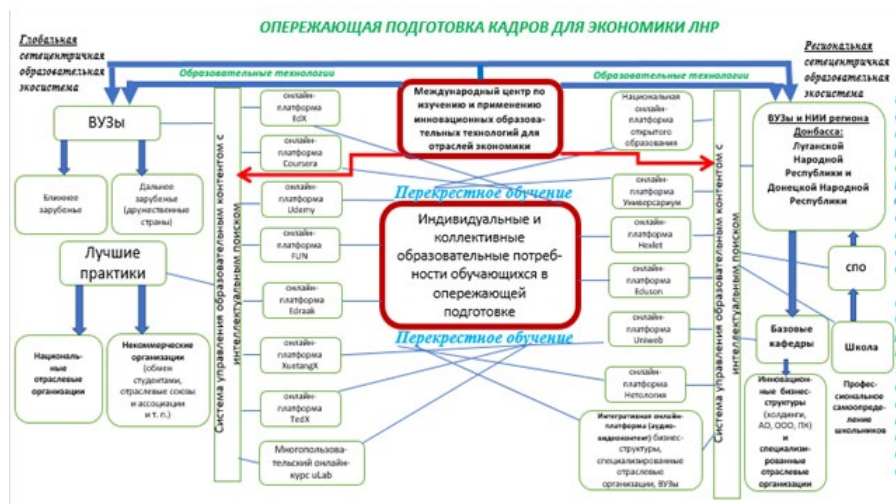 ОПЕРЕЖАЮЩАЯ ПОДГОТОВКА КАДРОВ ДЛЯ ЭКОНОМИКИ ЛНР
Глобальная
сетецентричная
образовательная
экосистема
Региональная
сетецентричная
образовательная
экосистема
Образовательные технологии
Образовательные технологии
ВУЗы
Ближнее
зарубежье
Дальнее
зарубежье
(дружественные
страны)
Лучшие
практики
Националь-
ные
отраслевые
организации
Некоммерческие
организации
(обмен
студентами,
отраслевые союзы
и ассоциации
и т. п.)
Система управления образовательным контентом с
интеллектуальным поиском
онлайн-
платформа
EdX
онлайн-
платформа
Coursera
онлайн-
платформа
Udemy
онлайн-
платформа
FUN
онлайн-
платформа
Edraak
онлайн-
платформа
XuetangX
онлайн-
платформа
TedX
Многопользова-
тельский онлайн-
курс uLab
Международный центр по
изучению и применению
инновационных образова-
тельных технологий для
отраслей экономики
Перекрестное обучение
Индивидуальные и
коллективные
образовательные потреб-
ности обучающихся в
опережающей
подготовке
Перекрестное обучение
Национальная
онлайн-
платформа
открытого
образования
онлайн-
платформа
Универсариум
онлайн-
платформа
Hexlet
онлайн-
платформа
Eduson
онлайн-
платформа
Uniweb
онлайн-
платформа
Нетология
Интегративная онлайн-
платформа (аудио-
видеоконтент) бизнес-
структуры,
специализированные
отраслевые
организации, ВУЗы
Система управления образовательным контентом с
интеллектуальным поиском
ВУЗы и НИИ региона
Донбасса:
Луганской
Народной
Республики и
Донецкой Народной
Республики
СПО
Базовые
кафедры
Школа
Инновацион-
ные бизнес-
структуры
(холдинги,
АО, ООО, ПК)
и
специализи-
рованные
отраслевые
организации
Профес-
сиональное
самоопреде-
ление
школьников